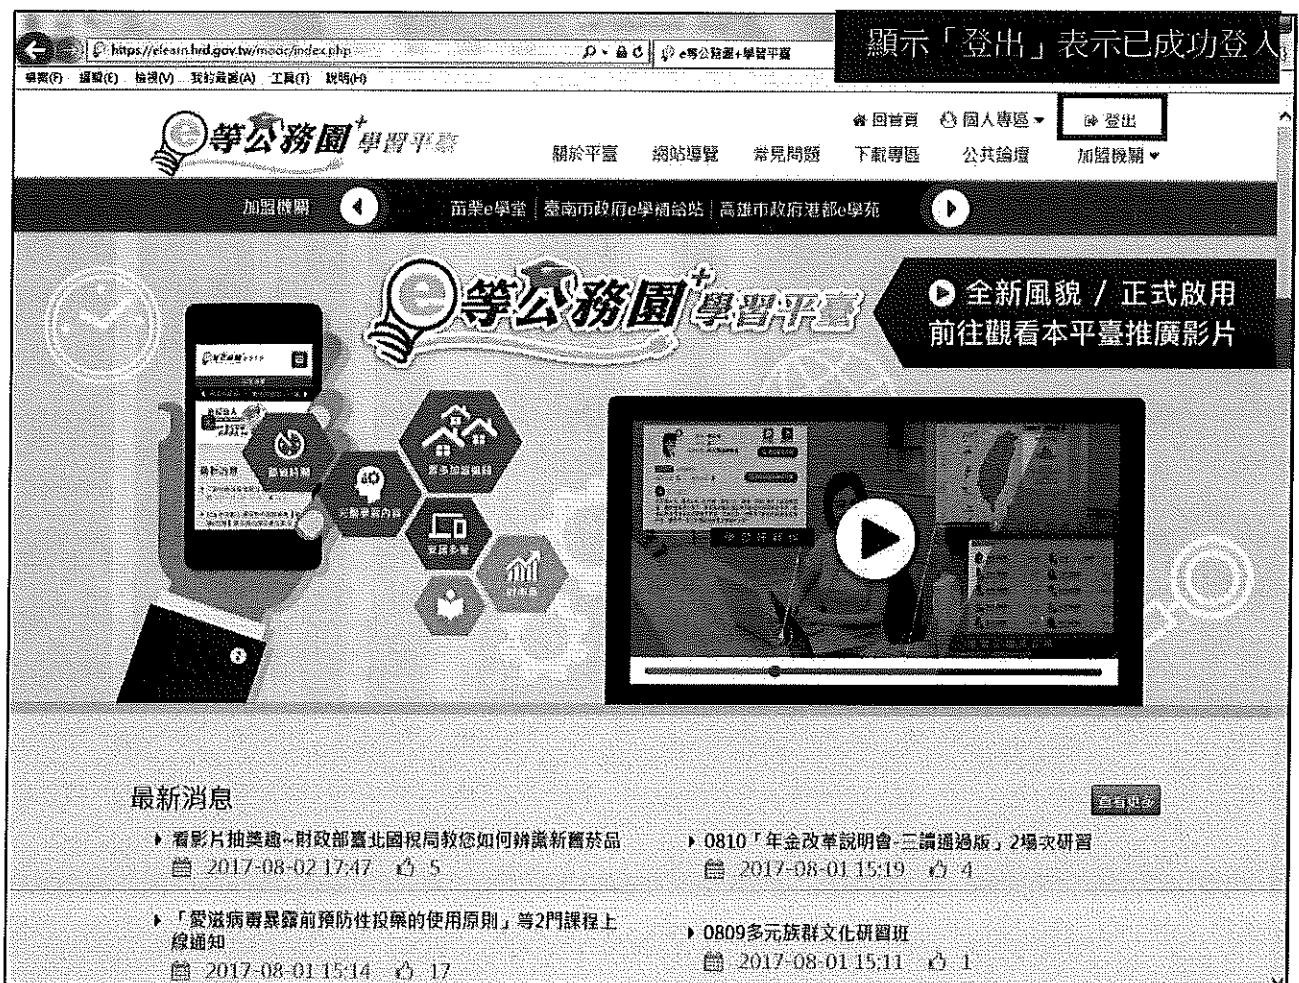 顯示「登出」表示已成功登入
https://elearn.hrd.gov.tw/mooc/index.php
e等公務園+學習平臺
檔案(F) 編輯(E) 檢視(V) 我的最愛(A) 工具(T) 說明(H)
e等公務園+學習平臺
回首頁 個人專區 登出
關於平臺 網站導覽 常見問題 下載專區 公共論壇 加盟機關
加盟機關 苗栗e學堂 臺南市政府e學補給站 高雄市政府港都e學苑
e等公務園+學習平臺
全新風貌 / 正式啟用
前往觀看本平臺推廣影片
最新消息
查看更多
看影片抽獎趣~財政部臺北國稅局教您如何辨識新舊菸品
2017-08-02 17:47 5
0810「年金改革說明會-三讀通過版」2場次研習
2017-08-01 15:19 4
「愛滋病毒暴露前預防性投藥的使用原則」等2門課程上
線通知
2017-08-01 15:14 17
0809多元族群文化研習班
2017-08-01 15:11 1